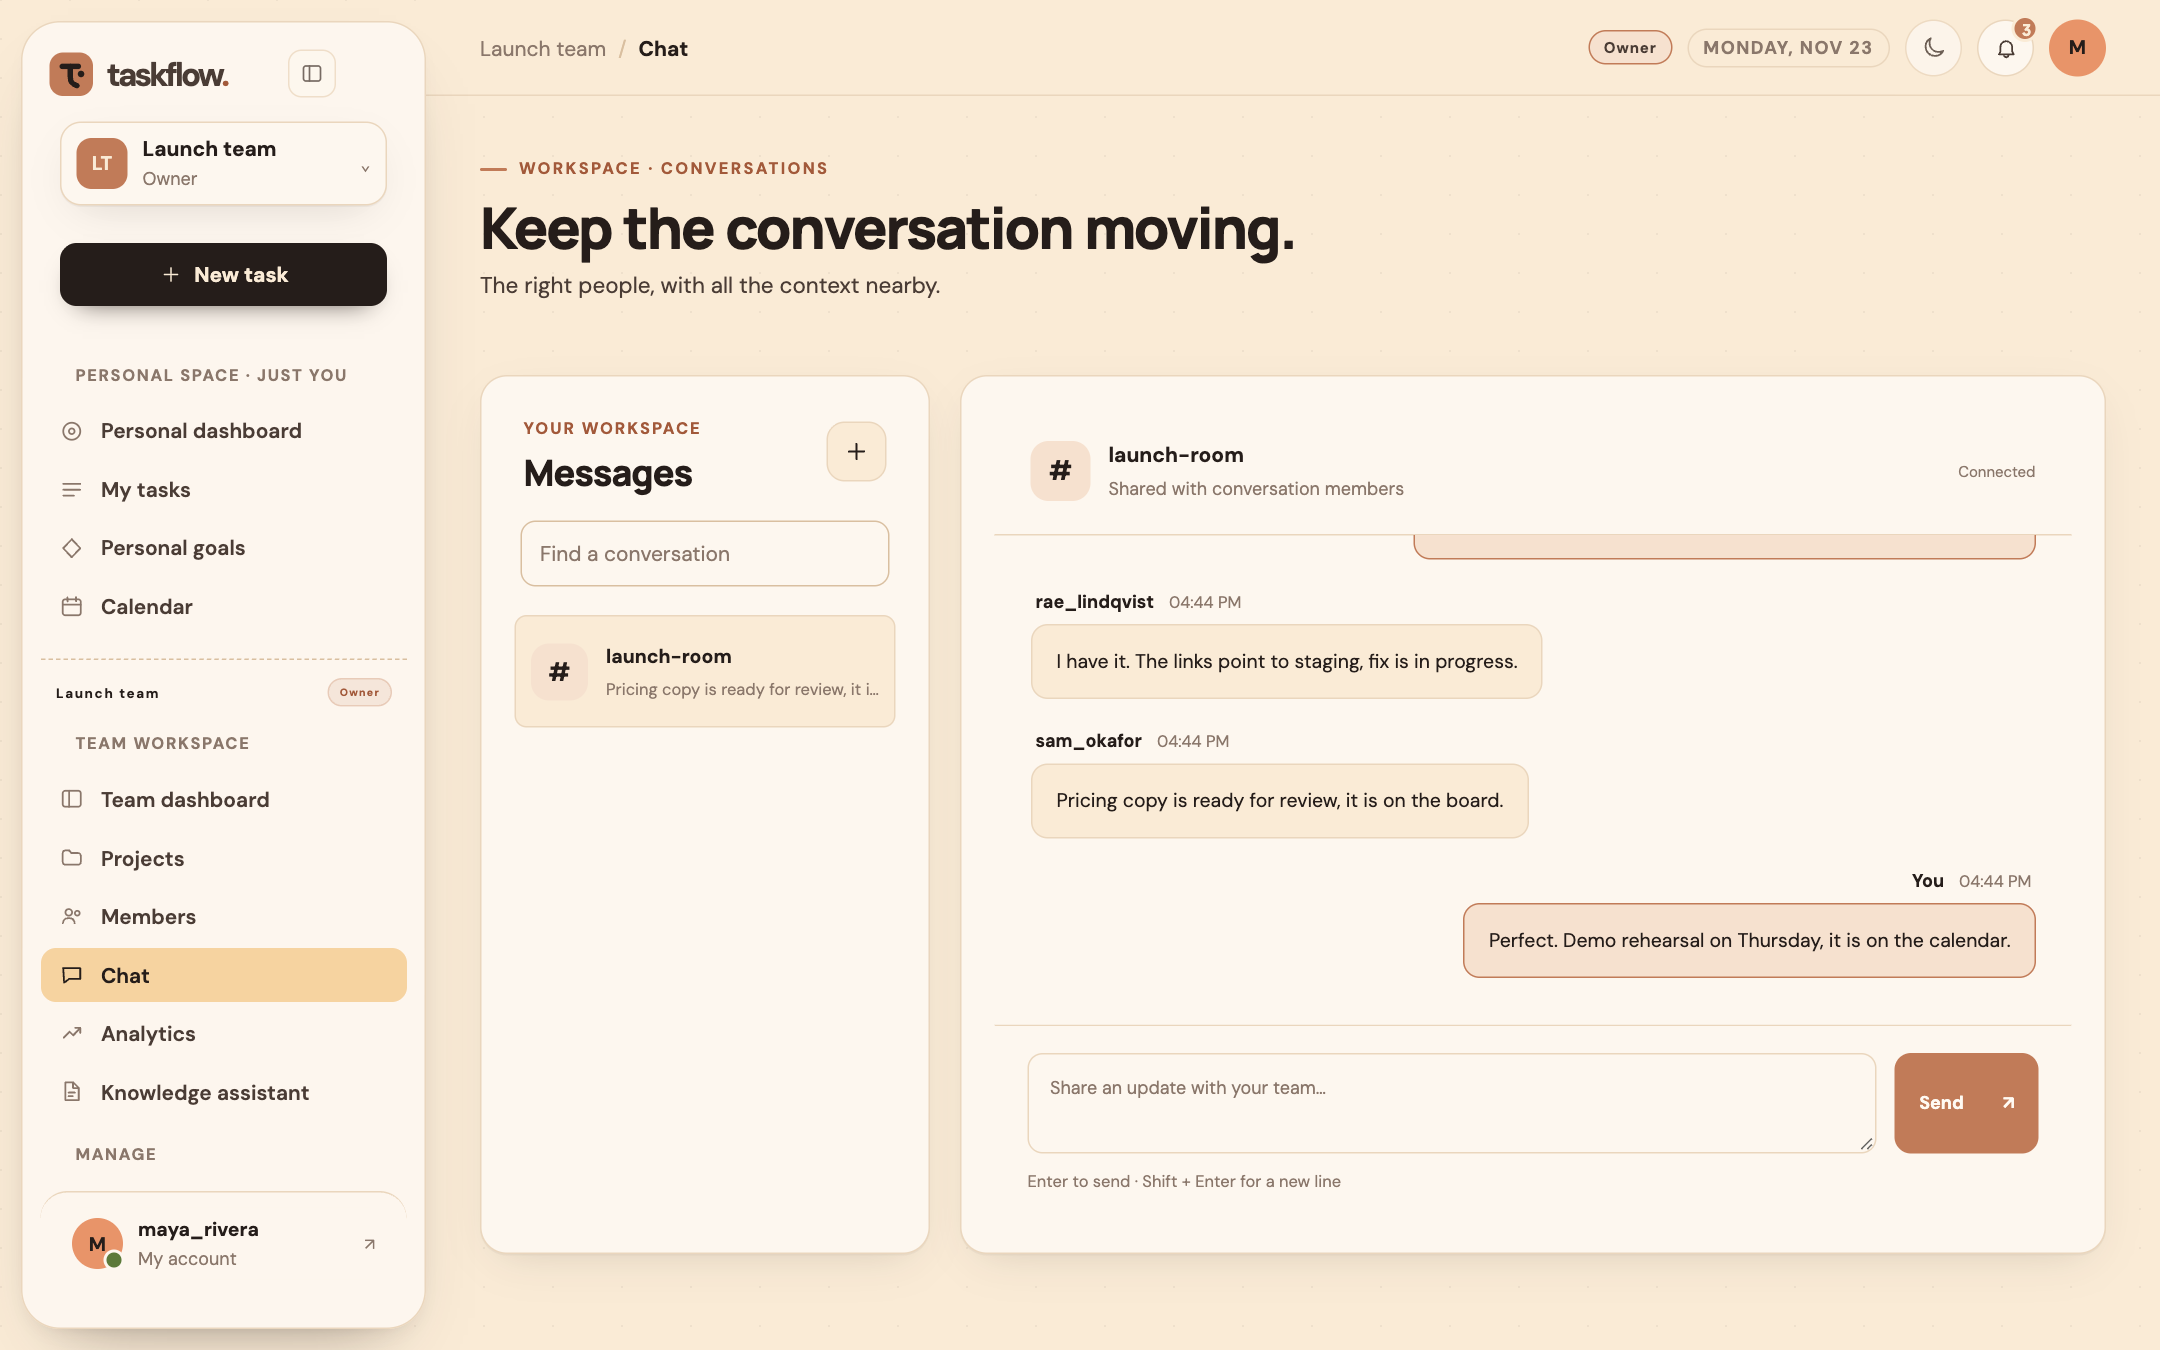 taskflow.
LT
Launch team
Owner
+ New task
PERSONAL SPACE · JUST YOU
Personal dashboard
My tasks
Personal goals
Calendar
Launch team
Owner
TEAM WORKSPACE
Team dashboard
Projects
Members
Chat
Analytics
Knowledge assistant
MANAGE
M
maya_rivera
My account
Launch team / Chat
Owner
MONDAY, NOV 23
3
M
WORKSPACE · CONVERSATIONS
Keep the conversation moving.
The right people, with all the context nearby.
YOUR WORKSPACE
Messages
+
Find a conversation
#
launch-room
Pricing copy is ready for review, it i…
#
launch-room
Shared with conversation members
Connected
rae_lindqvist 04:44 PM
I have it. The links point to staging, fix is in progress.
sam_okafor 04:44 PM
Pricing copy is ready for review, it is on the board.
You 04:44 PM
Perfect. Demo rehearsal on Thursday, it is on the calendar.
Share an update with your team…
Send
Enter to send · Shift + Enter for a new line